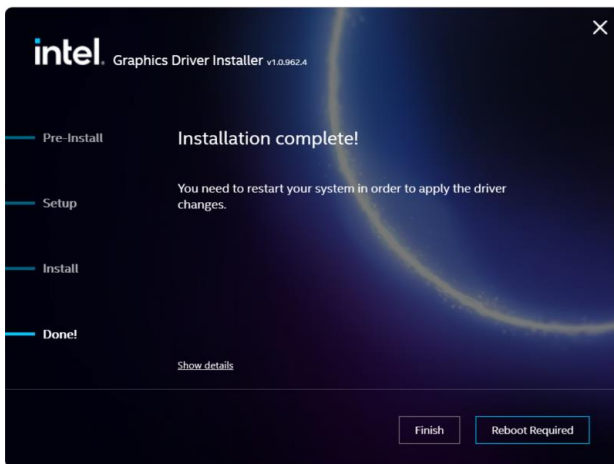 intel. Graphics Driver Installer v1.0.962.4
Pre-Install
Setup
Install
Done!
Installation complete!
You need to restart your system in order to apply the driver
changes.
Show details
Finish
Reboot Required